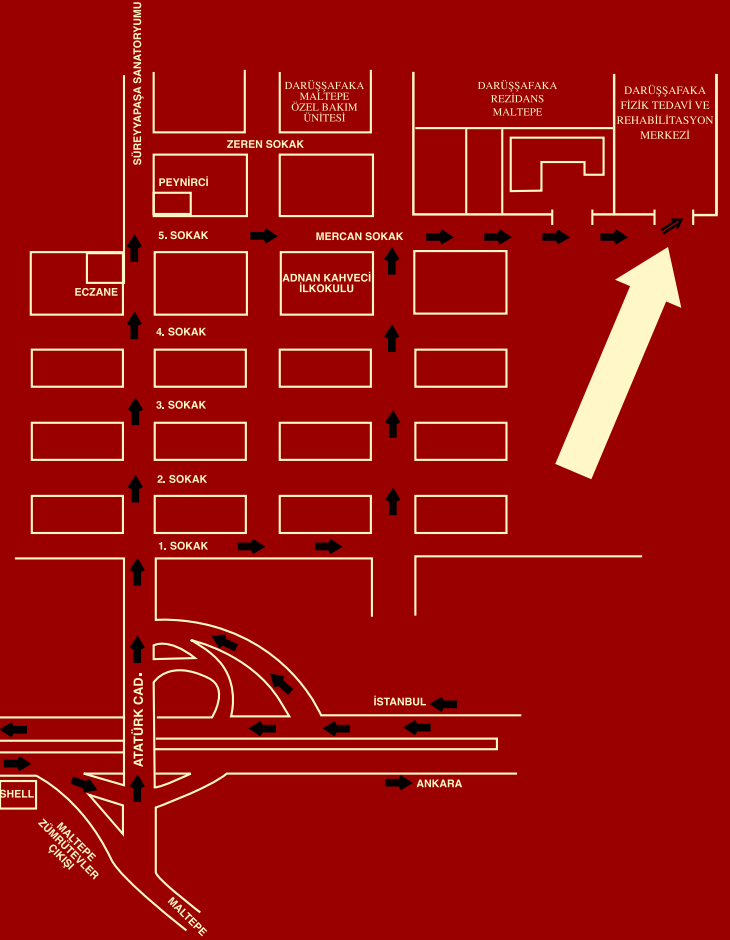 SÜREYYAPAŞA SANATORYUMU
DARÜŞŞAFAKA
MALTEPE
ÖZEL BAKIM
ÜNİTESİ
DARÜŞŞAFAKA
REZİDANS
MALTEPE
DARÜŞŞAFAKA
FİZİK TEDAVİ VE
REHABİLİTASYON
MERKEZİ
ZEREN SOKAK
PEYNİRCİ
5. SOKAK
MERCAN SOKAK
ADNAN KAHVECİ
İLKOKULU
ECZANE
4. SOKAK
3. SOKAK
2. SOKAK
1. SOKAK
ATATÜRK CAD.
İSTANBUL
ANKARA
SHELL
MALTEPE
ZÜMRÜTEVLER
ÇIKIŞI
MALTEPE